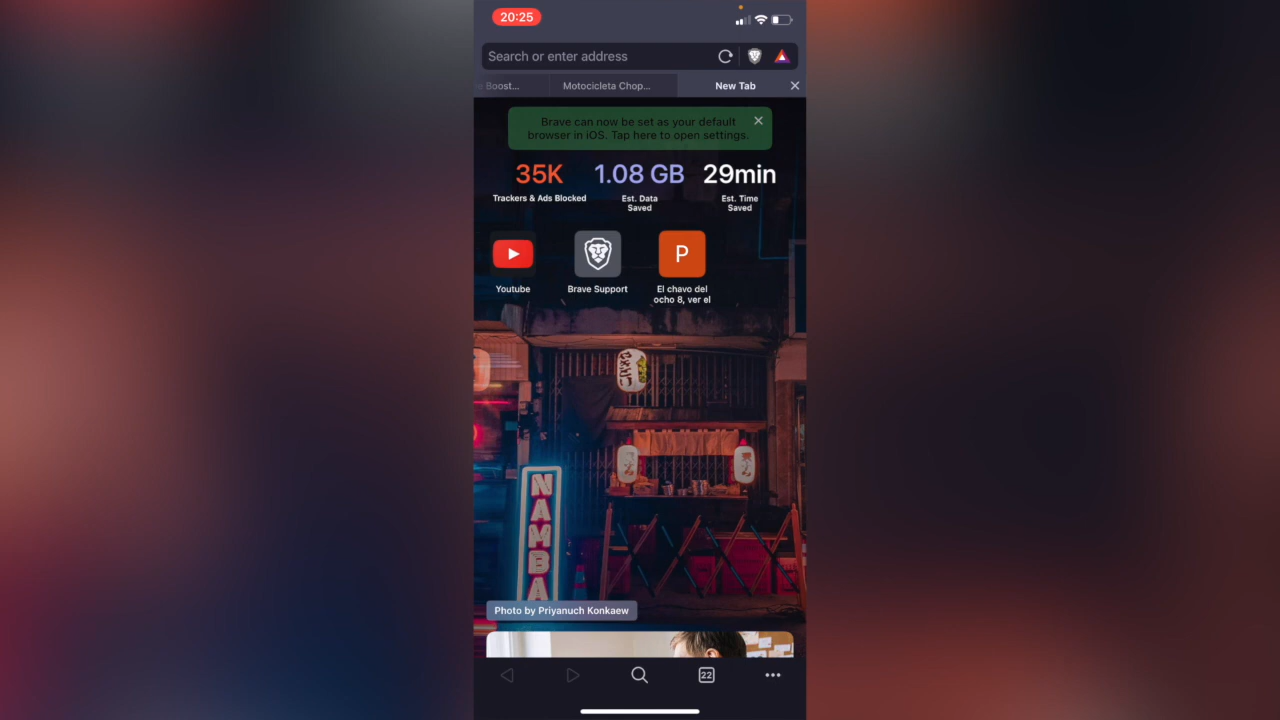 20:25
Search or enter address
e Boost...
Motocicleta Chop...
New Tab
Brave can now be set as your default
browser in iOS. Tap here to open settings.
35K
1.08 GB
29min
Trackers & Ads Blocked
Est. Data
Saved
Est. Time
Saved
P
Youtube
Brave Support
El chavo del
ocho 8, ver el
NAMBA
Photo by Priyanuch Konkaew
22